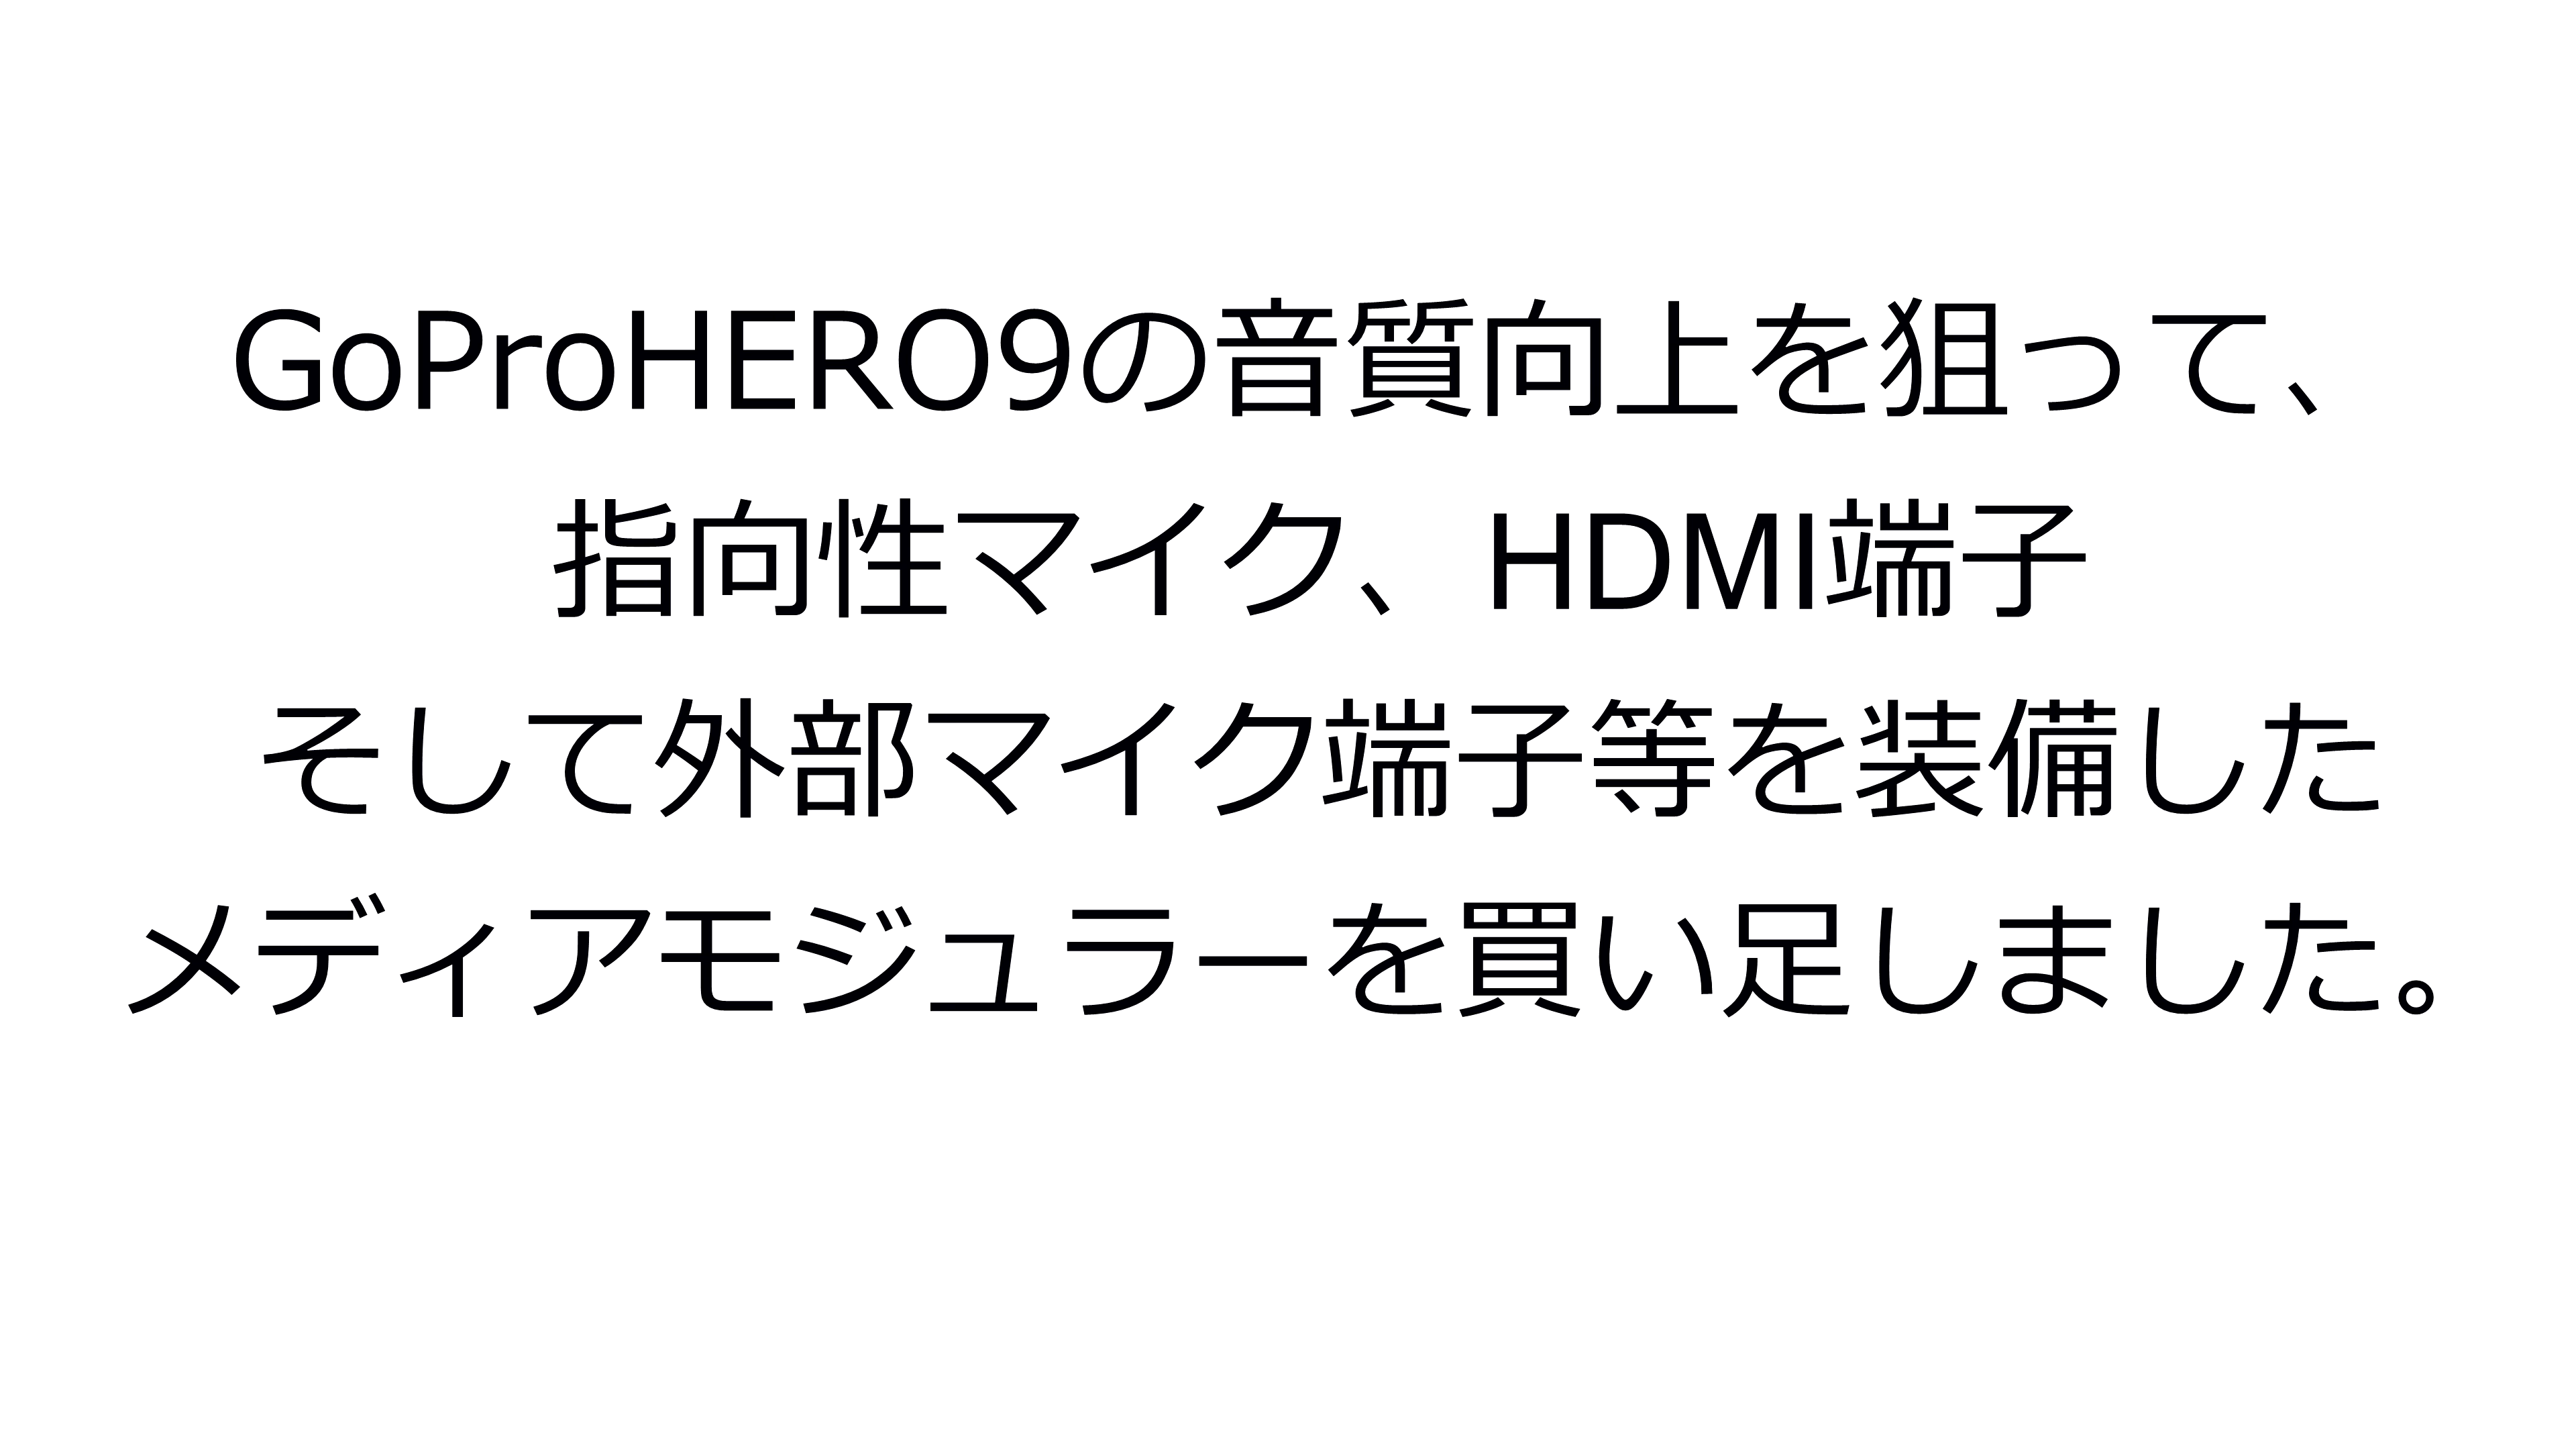 GoProHERO9の音質向上を狙って、
指向性マイク、HDMI端子
そして外部マイク端子等を装備した
メディアモジュラーを買い足しました。